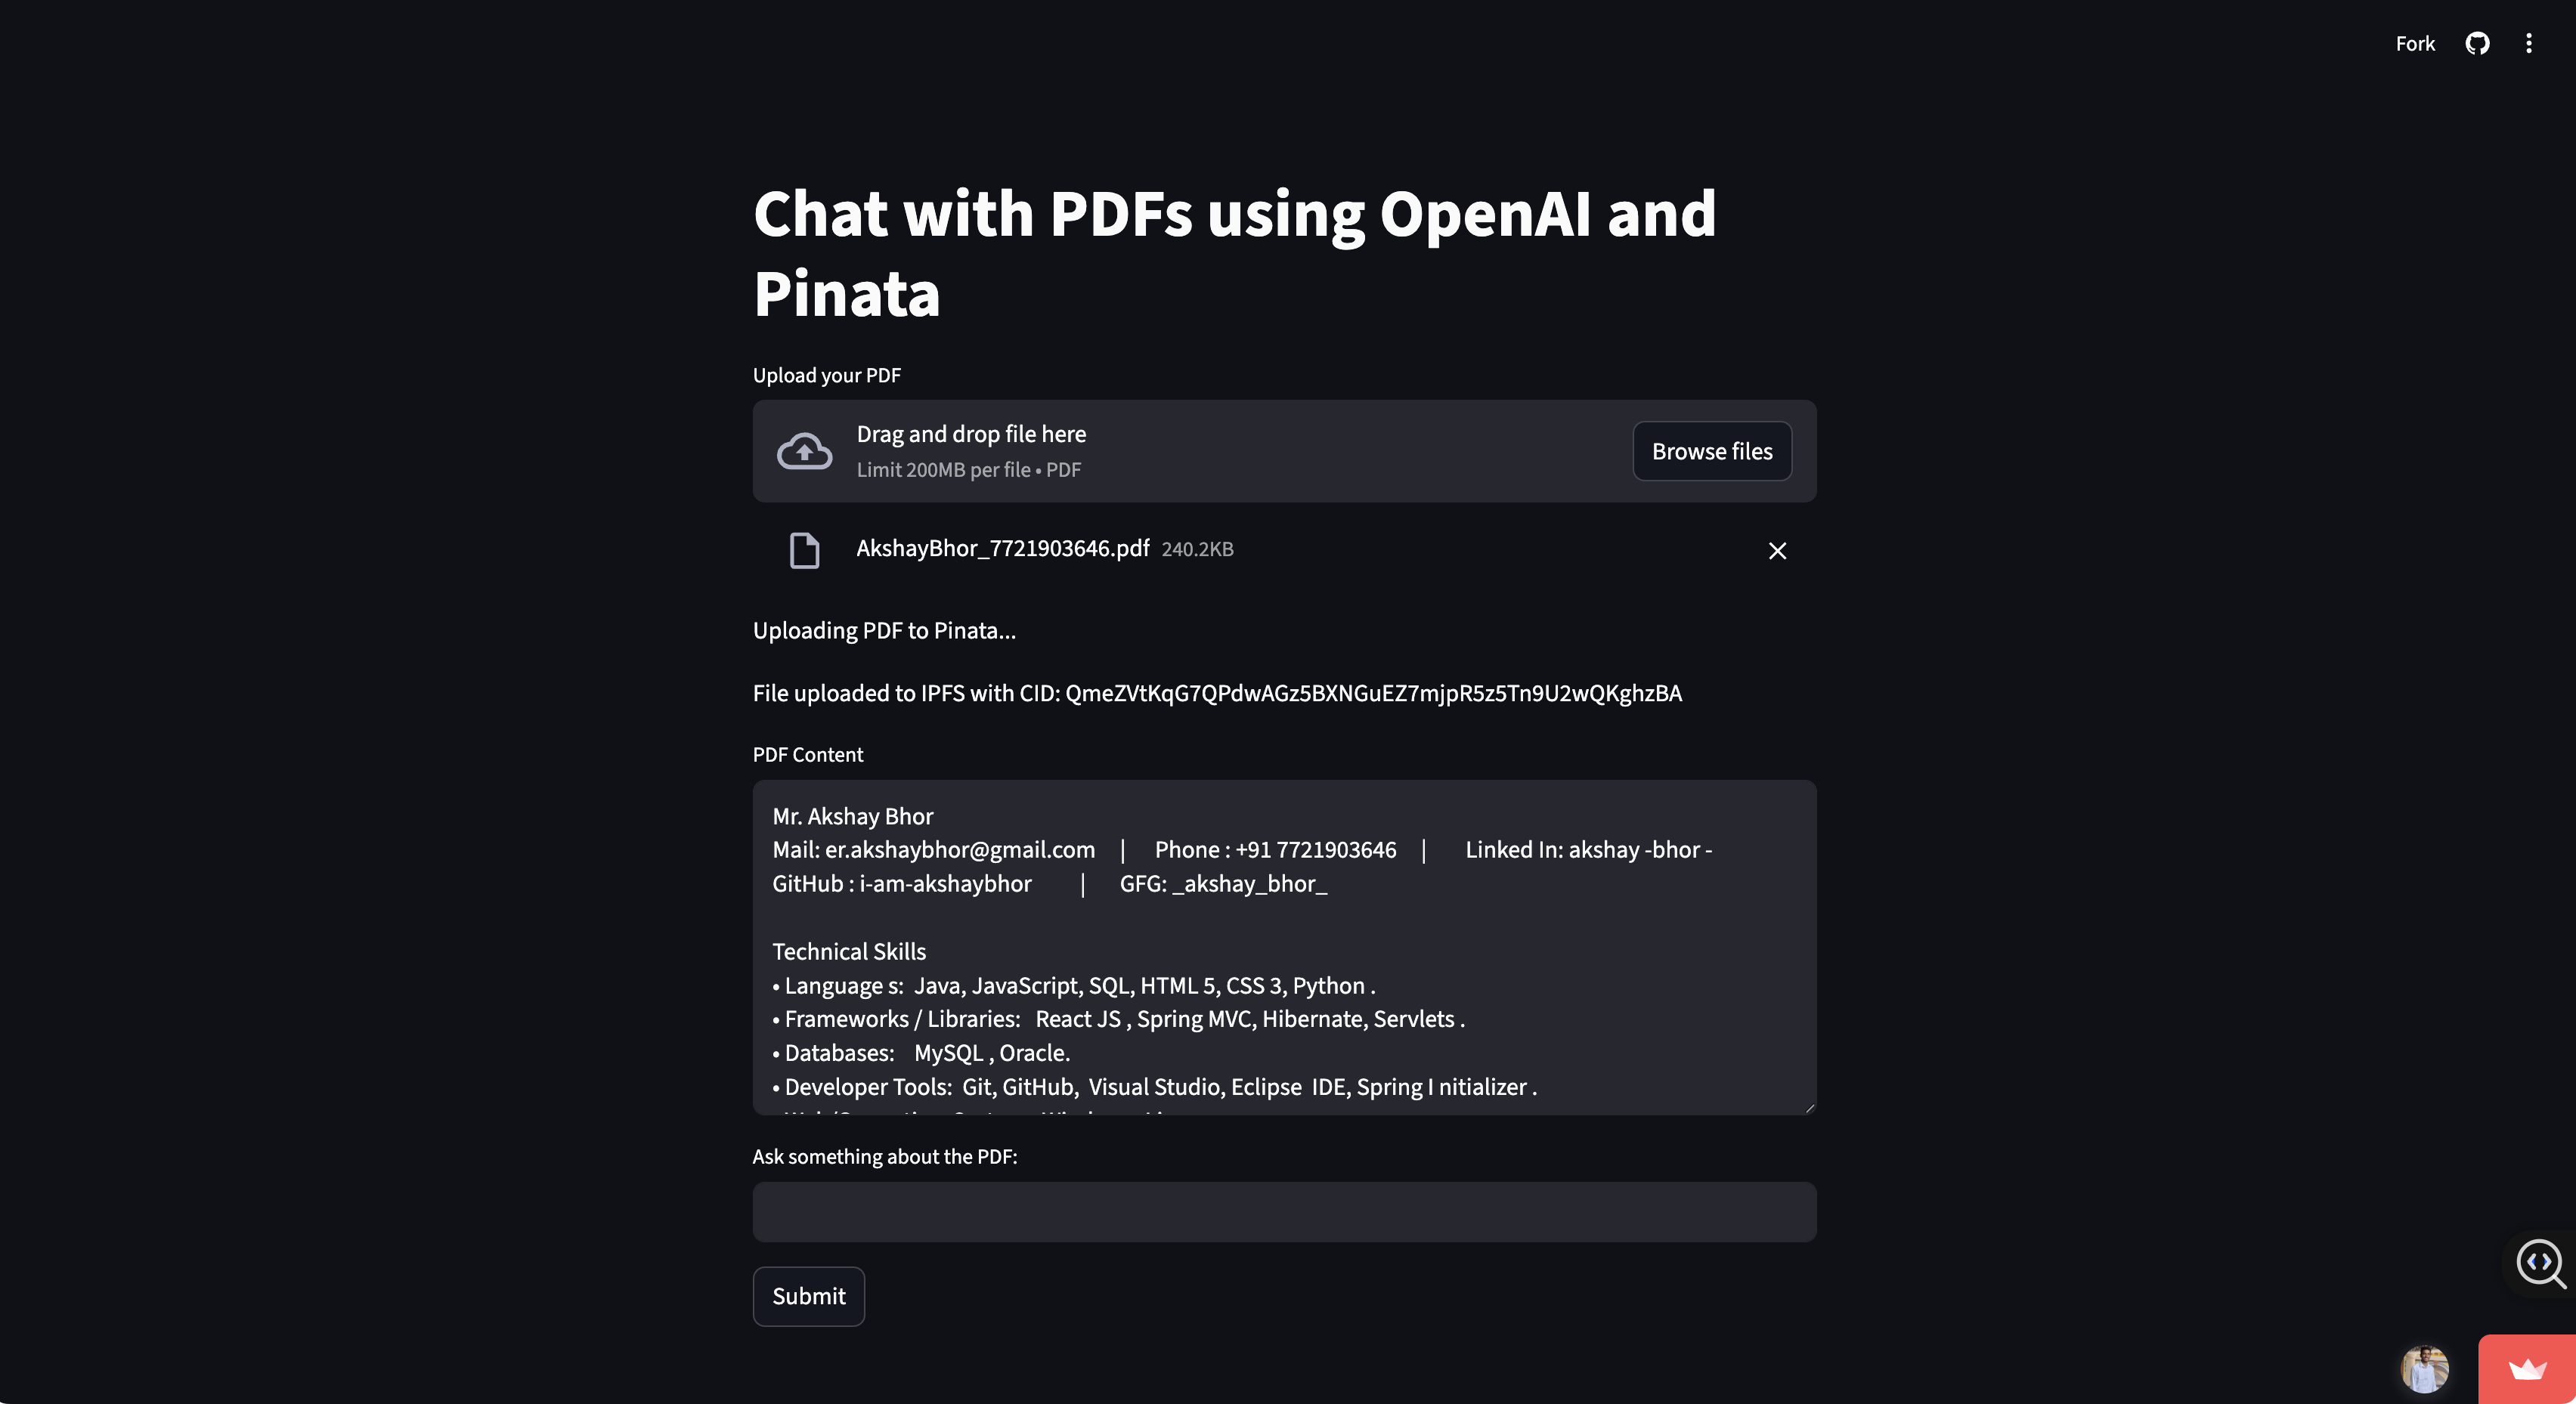 Fork
Chat with PDFs using OpenAI and
Pinata
Upload your PDF
Drag and drop file here
Limit 200MB per file • PDF
Browse files
AkshayBhor_7721903646.pdf 240.2KB
Uploading PDF to Pinata...
File uploaded to IPFS with CID: QmeZVtKqG7QPdwAGz5BXNGuEZ7mjpR5z5Tn9U2wQKghzBA
PDF Content
Mr. Akshay Bhor
Mail: er.akshaybhor@gmail.com | Phone : +91 7721903646 | Linked In: akshay -bhor -
GitHub : i-am-akshaybhor | GFG: _akshay_bhor_
Technical Skills
• Language s: Java, JavaScript, SQL, HTML 5, CSS 3, Python .
• Frameworks / Libraries: React JS , Spring MVC, Hibernate, Servlets .
• Databases: MySQL , Oracle.
• Developer Tools: Git, GitHub, Visual Studio, Eclipse IDE, Spring I nitializer .
Ask something about the PDF:
Submit